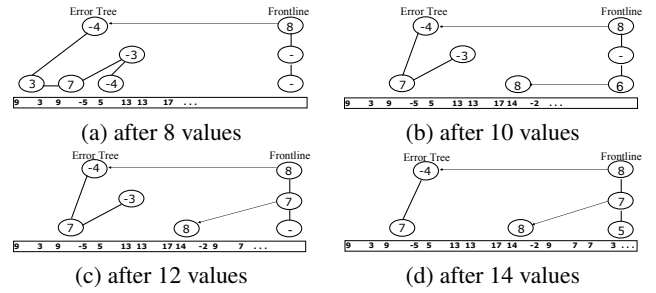 Error Tree Frontline
-4 8
-3 -
3 7 -4 -
9 3 9 -5 5 13 13 17 ...
(a) after 8 values
Error Tree Frontline
-4 8
-3 -
7 8 6
9 3 9 -5 5 13 13 17 14 -2 ...
(b) after 10 values
Error Tree Frontline
-4 8
-3 7
7 8 -
9 3 9 -5 5 13 13 17 14 -2 9 7 ...
(c) after 12 values
Error Tree Frontline
-4 8
7
7 8 5
9 3 9 -5 5 13 13 17 14 -2 9 7 7 3 ...
(d) after 14 values